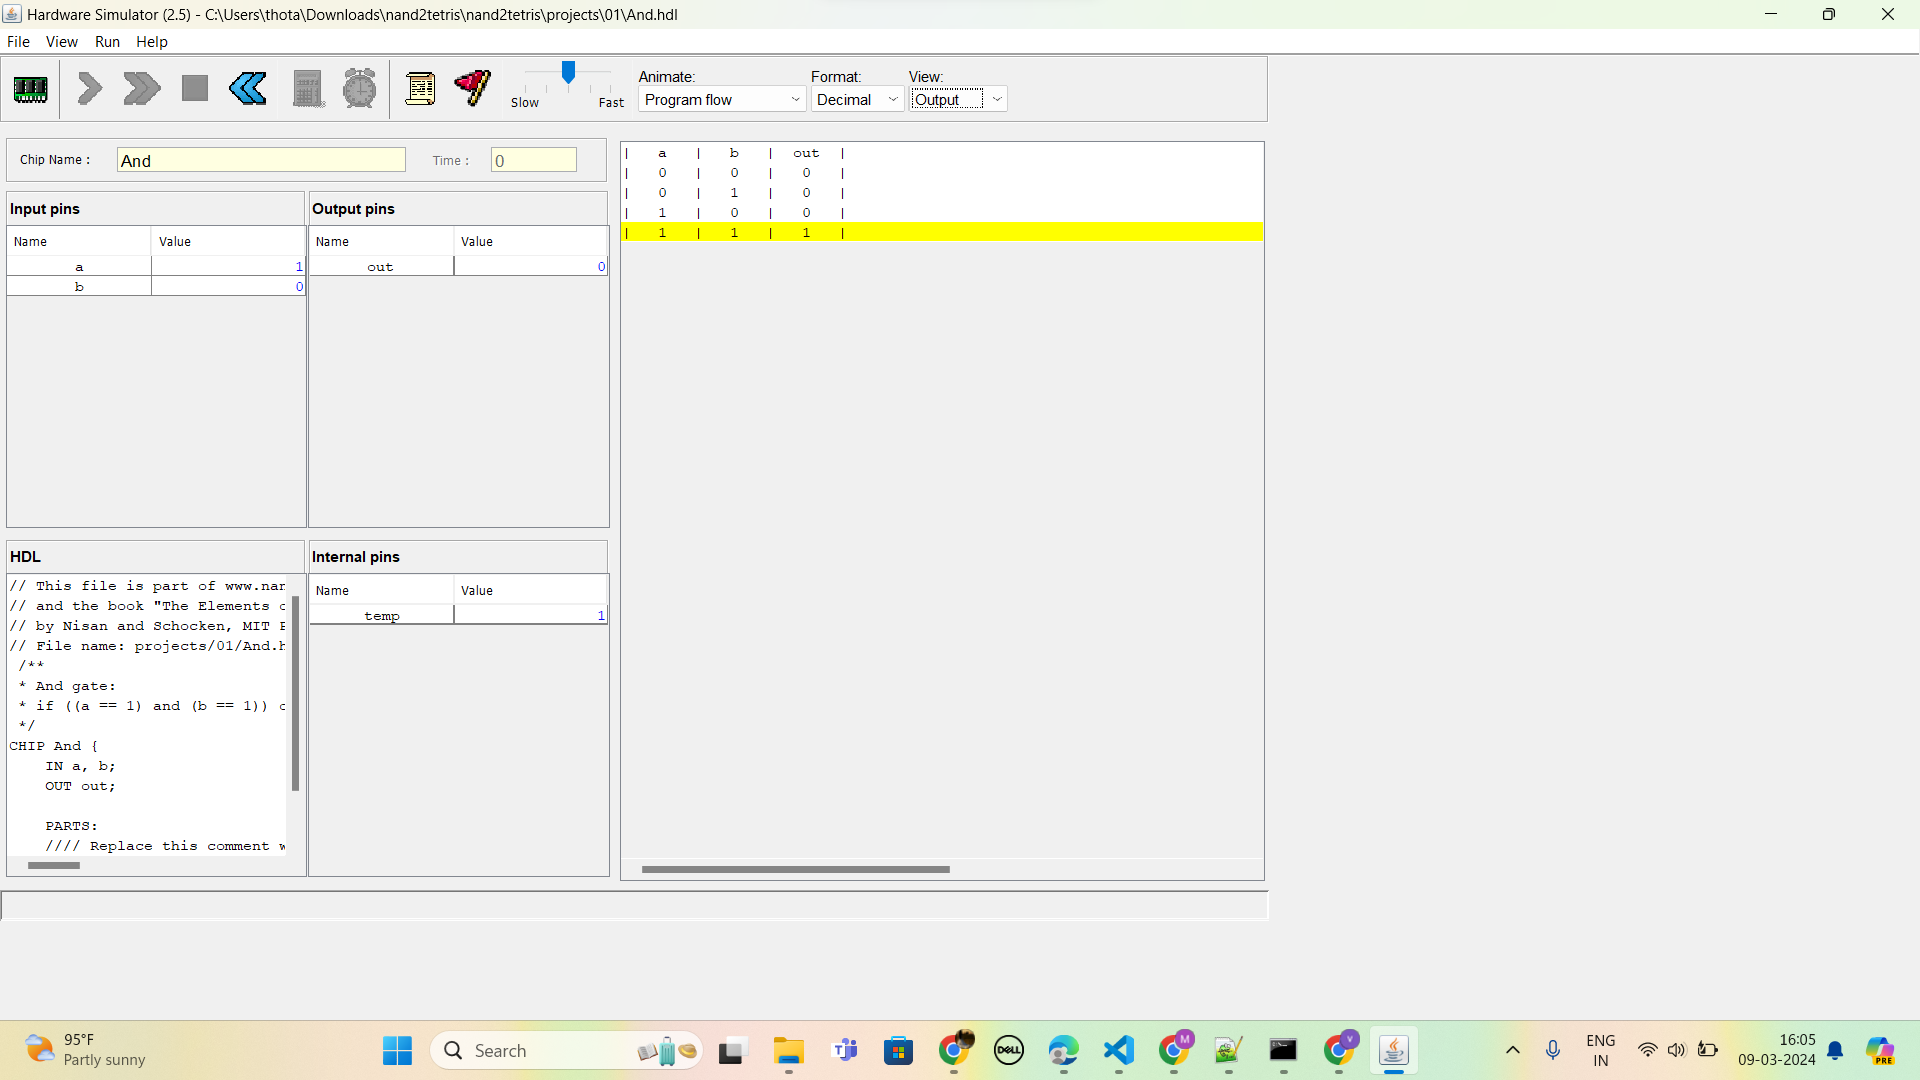 Hardware Simulator (2.5) - C:\Users\thota\Downloads\nand2tetris\nand2tetris\projects\01\And.hdl
File View Run Help
Slow Fast
Animate: Format: View:
Program flow Decimal Output
Chip Name : And Time : 0
Input pins Output pins
Name Value Name Value
a 1 out 0
b 0
| a | b | out |
| 0 | 0 | 0 |
| 0 | 1 | 0 |
| 1 | 0 | 0 |
| 1 | 1 | 1 |
HDL Internal pins
Name Value
temp 1
// This file is part of www.nan
// and the book "The Elements
// by Nisan and Schocken, MIT
// File name: projects/01/And.h
/**
* And gate:
* if ((a == 1) and (b == 1))
*/
CHIP And {
IN a, b;
OUT out;
PARTS:
//// Replace this comment w
95°F
Partly sunny
Search
DELL
M
v
ENG
IN
16:05
09-03-2024
PRE